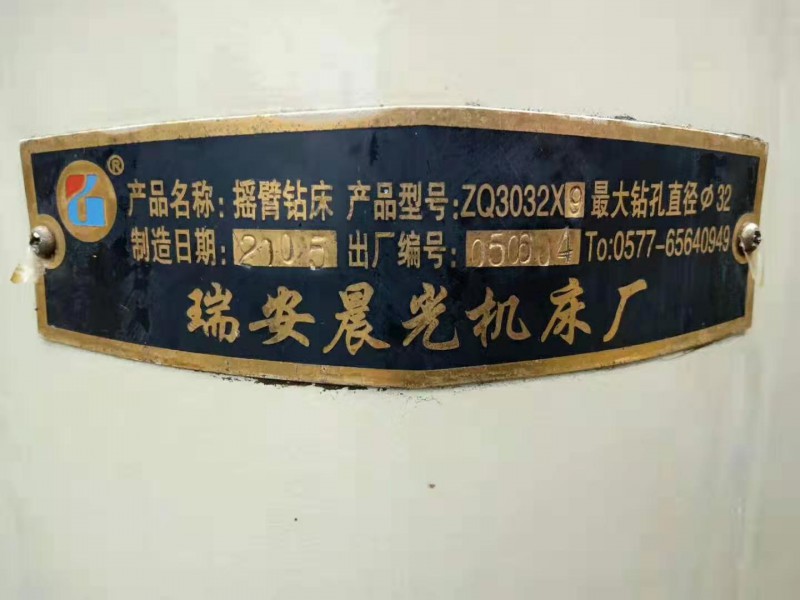 ®
产品名称: 摇臂钻床 产品型号: ZQ3032X9 最大钻孔直径Φ32
制造日期: 出厂编号: To:0577-65640949
瑞安晨光机床厂